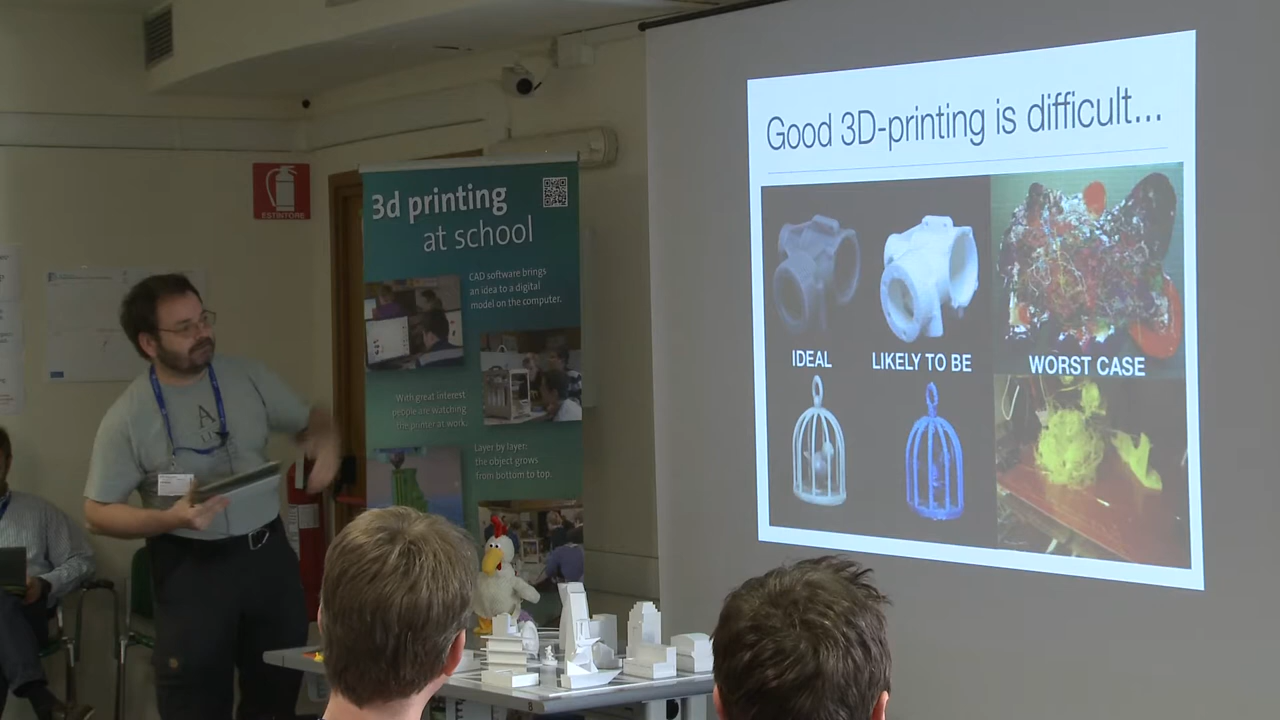 ESTINTORE
3d printing
at school
CAD software brings
an idea to a digital
model on the computer.
With great interest
people are watching
the printer at work.
Layer by layer:
the object grows
from bottom to top.
Good 3D-printing is difficult...
IDEAL
LIKELY TO BE
WORST CASE